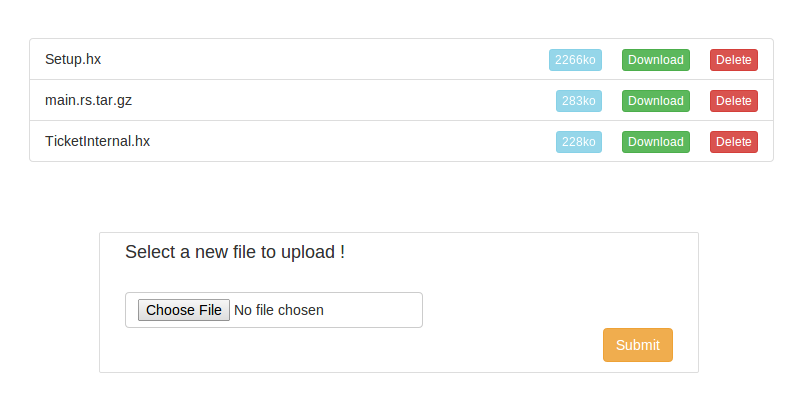 Setup.hx 2266ko Download Delete
main.rs.tar.gz 283ko Download Delete
TicketInternal.hx 228ko Download Delete
Select a new file to upload !
Choose File No file chosen
Submit